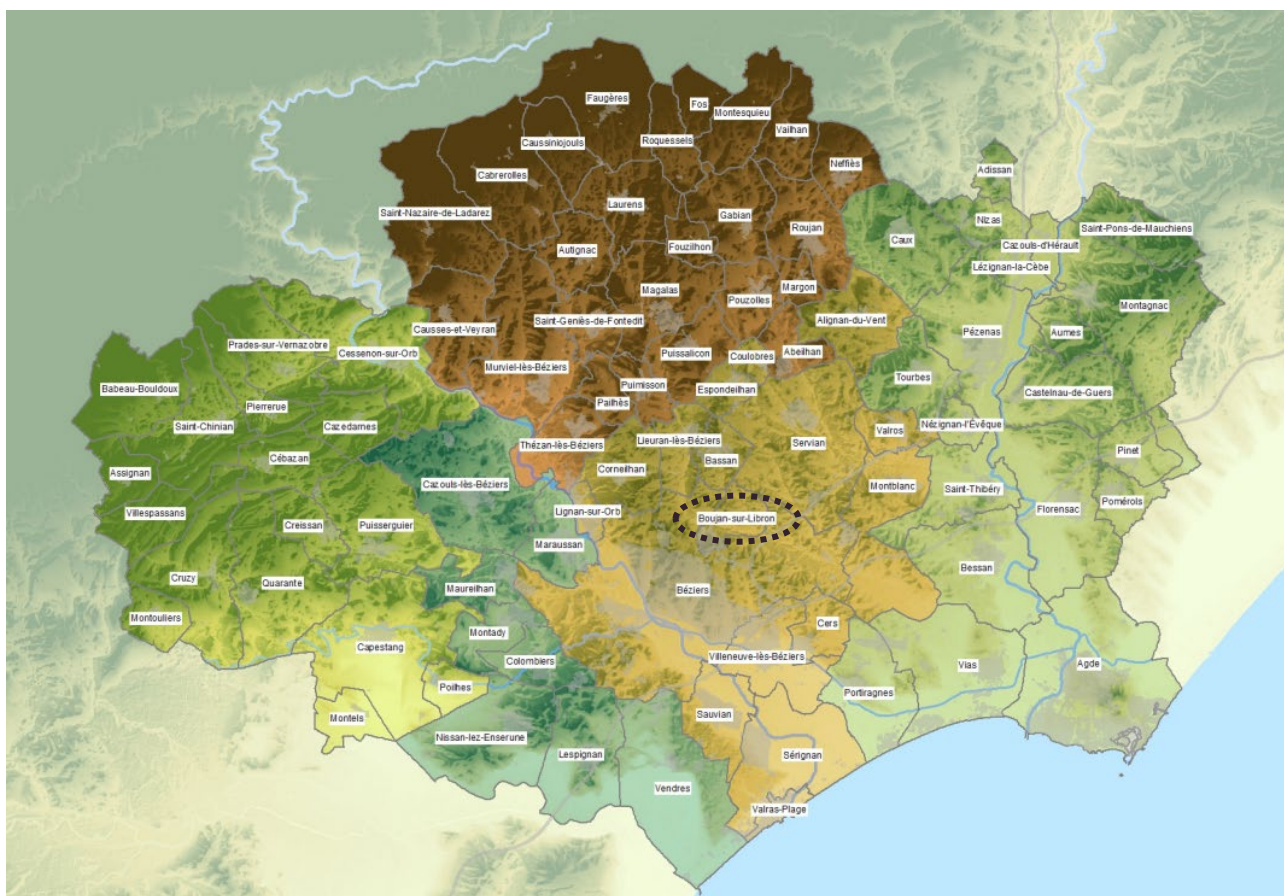 Faugères
Fos
Montesquieu
Vailhan
Caussiniojouls
Roquessels
Neffiès
Adissan
Cabrerolles
Laurens
Saint-Nazaire-de-Ladarez
Gabian
Nizas
Roujan
Saint-Pons-de-Mauchiens
Caux
Cazouls-d'Hérault
Autignac
Fouzilhon
Lézignan-la-Cèbe
Magalas
Margon
Pouzolles
Montagnac
Saint-Geniès-de-Fontedit
Alignan-du-Vent
Causses-et-Veyran
Pézenas
Aumes
Prades-sur-Vernazobre
Cessenon-sur-Orb
Puissalicon
Coulobres
Abeilhan
Murviel-lès-Béziers
Tourbes
Babeau-Bouldoux
Puimisson
Espondeilhan
Castelnau-de-Guers
Pailhès
Pierrerue
Saint-Chinian
Cazedarnes
Nézignan-l'Évêque
Valros
Lieuran-lès-Béziers
Servian
Thézan-lès-Béziers
Pinet
Cébazan
Bassan
Corneilhan
Assignan
Cazouls-lès-Béziers
Montblanc
Saint-Thibéry
Pomérols
Villespassans
Lignan-sur-Orb
Florensac
Boujan-sur-Libron
Creissan
Puisserguier
Maraussan
Bessan
Cruzy
Quarante
Maureilhan
Béziers
Montouliers
Cers
Montady
Capestang
Colombiers
Villeneuve-lès-Béziers
Vias
Agde
Poilhes
Portiragnes
Montels
Sauvian
Nissan-lez-Enserune
Lespignan
Sérignan
Vendres
Valras-Plage